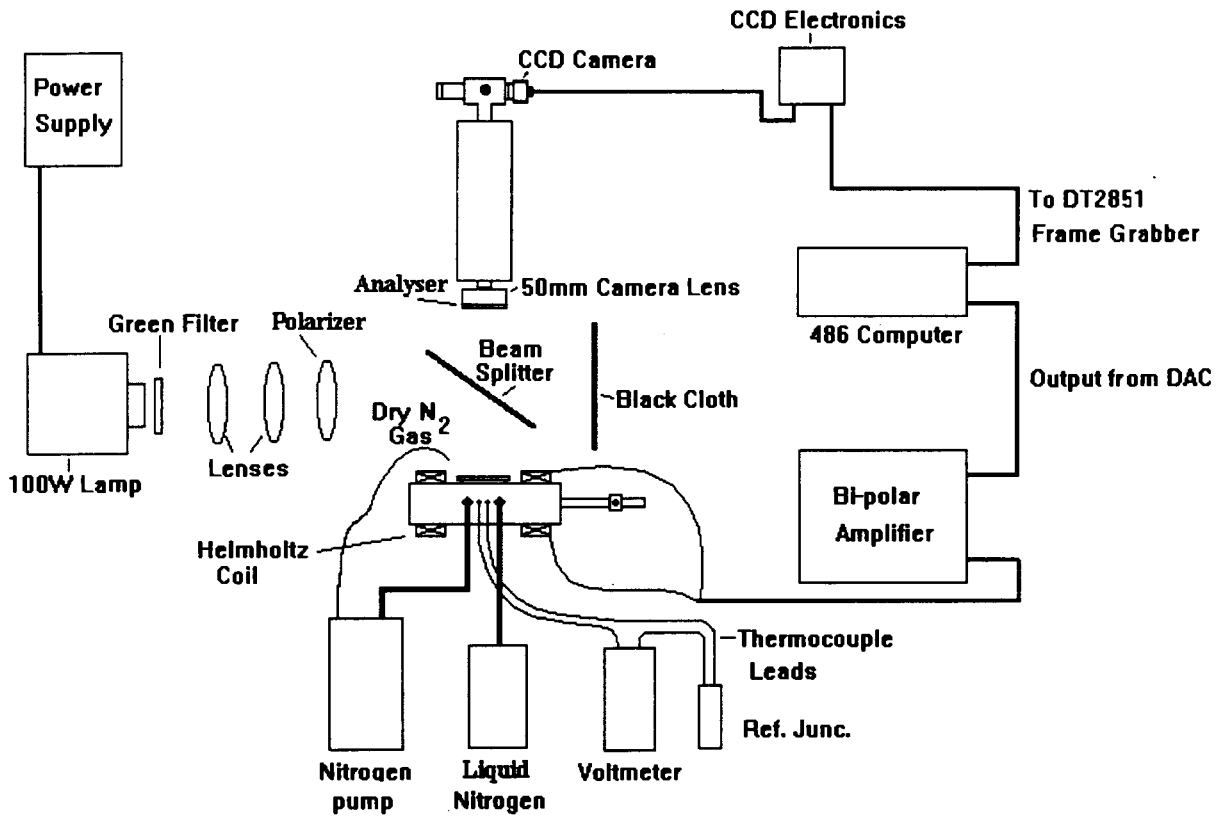 CCD Electronics
CCD Camera
Power
Supply
To DT2851
Frame Grabber
Analyser
50mm Camera Lens
Green Filter
Polarizer
486 Computer
Beam
Splitter
Output from DAC
Black Cloth
Dry N2
Gas
Lenses
100W Lamp
Bi-polar
Amplifier
Helmholtz
Coil
Thermocouple
Leads
Ref. Junc.
Nitrogen
pump
Liquid
Nitrogen
Voltmeter